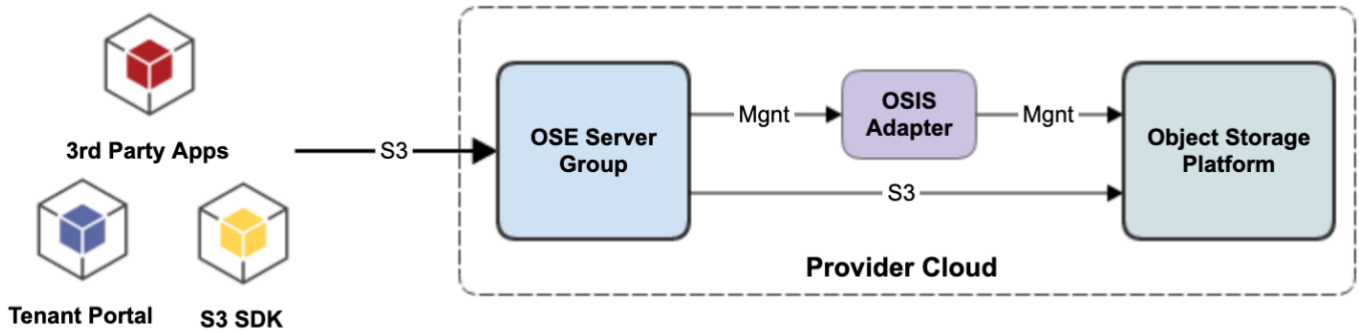 3rd Party Apps
Tenant Portal
S3 SDK
S3
OSE Server
Group
Mgnt
OSIS
Adapter
Mgnt
S3
Object Storage
Platform
Provider Cloud